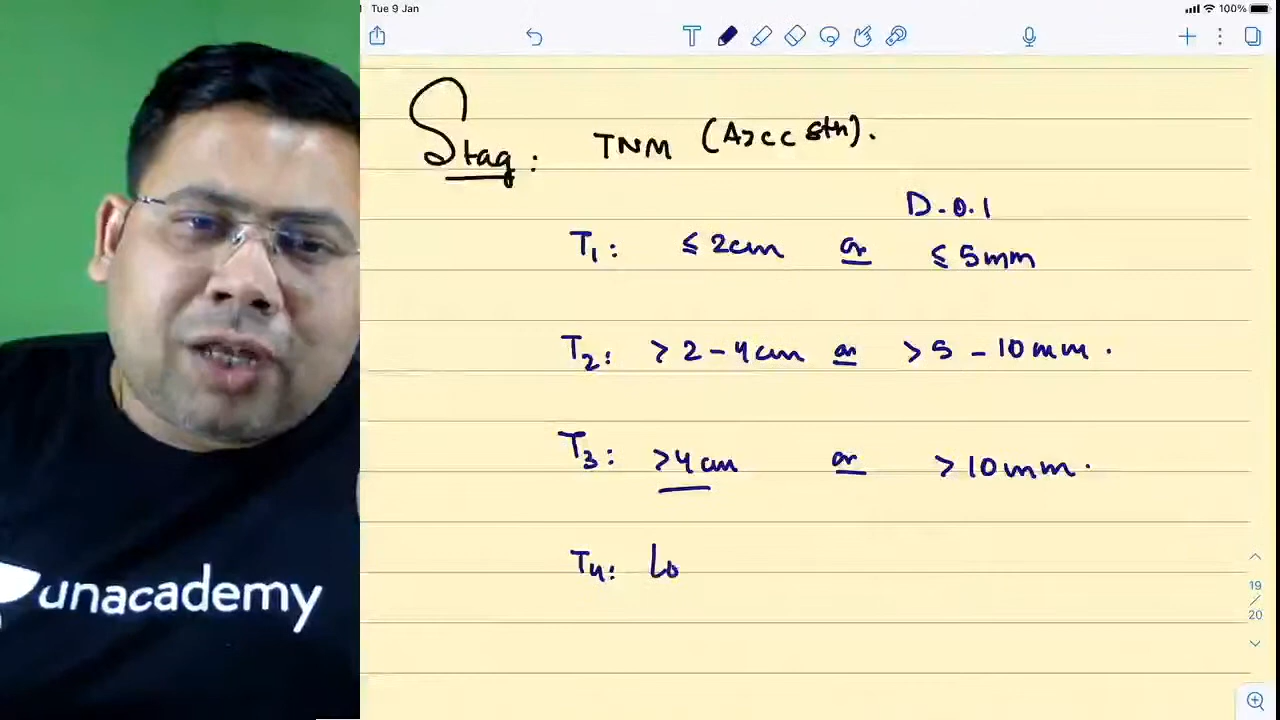 Tue 9 Jan
100%
Stag: TNM (AJCC 8th).
D.O.I
T1: ≤ 2cm or ≤ 5mm
T2: > 2 - 4cm or > 5 - 10mm.
T3: >4cm or > 10mm.
T4: Lo
unacademy
19
/
20